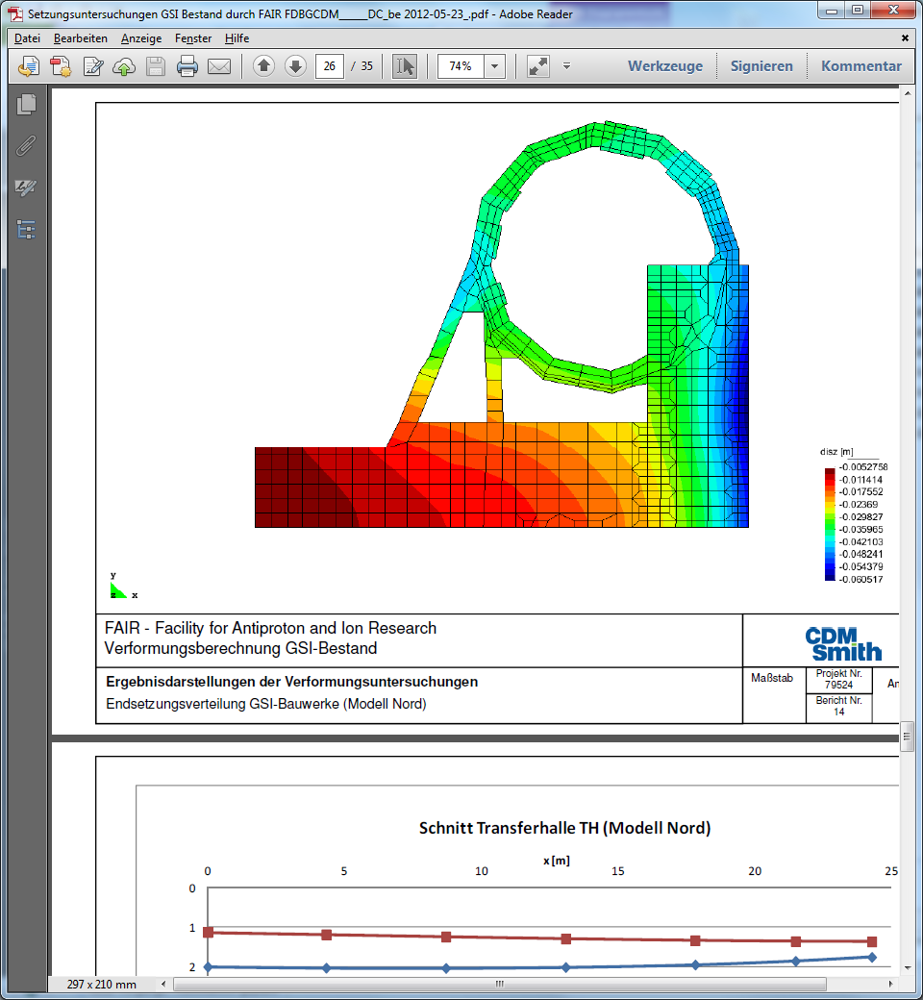 Setzungsuntersuchungen GSI Bestand durch FAIR FDBGCDM_____DC_be 2012-05-23_.pdf - Adobe Reader
Datei Bearbeiten Anzeige Fenster Hilfe
26 / 35 74% Werkzeuge Signieren Kommentar
disz [m]
-0.0052758
-0.011414
-0.017552
-0.02369
-0.029827
-0.035965
-0.042103
-0.048241
-0.054379
-0.060517
y
z x
FAIR - Facility for Antiproton and Ion Research
Verformungsberechnung GSI-Bestand
CDM
Smith
Ergebnisdarstellungen der Verformungsuntersuchungen
Endsetzungsverteilung GSI-Bauwerke (Modell Nord)
Maßstab
Projekt Nr.
79524
Bericht Nr.
14
An
Schnitt Transferhalle TH (Modell Nord)
x [m]
0 5 10 15 20 25
0
1
2
297 x 210 mm